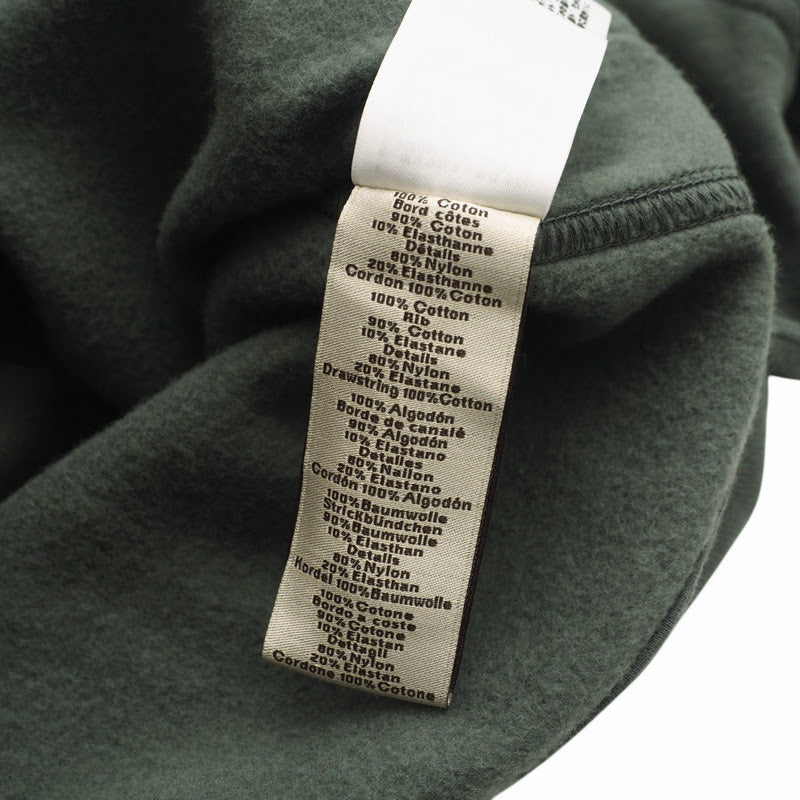 100% Coton
Bord côtes
90% Coton
10% Elasthanne
Détails
80% Nylon
20% Elasthanne
Cordon 100% Coton
100% Cotton
Rib
90% Cotton
10% Elastane
Details
80% Nylon
20% Elastane
Drawstring 100%Cotton
100% Algodón
Borde de canalé
90% Algodón
10% Elastano
Detalles
80% Nailon
20% Elastano
Cordón 100% Algodón
100% Baumwolle
Strickbündchen
90% Baumwolle
10% Elasthan
Details
80% Nylon
20% Elasthan
Kordel 100%Baumwolle
100% Cotone
Bordo a coste
90% Cotone
10% Elastan
Dettagli
80% Nylon
20% Elastan
Cordone 100% Cotone